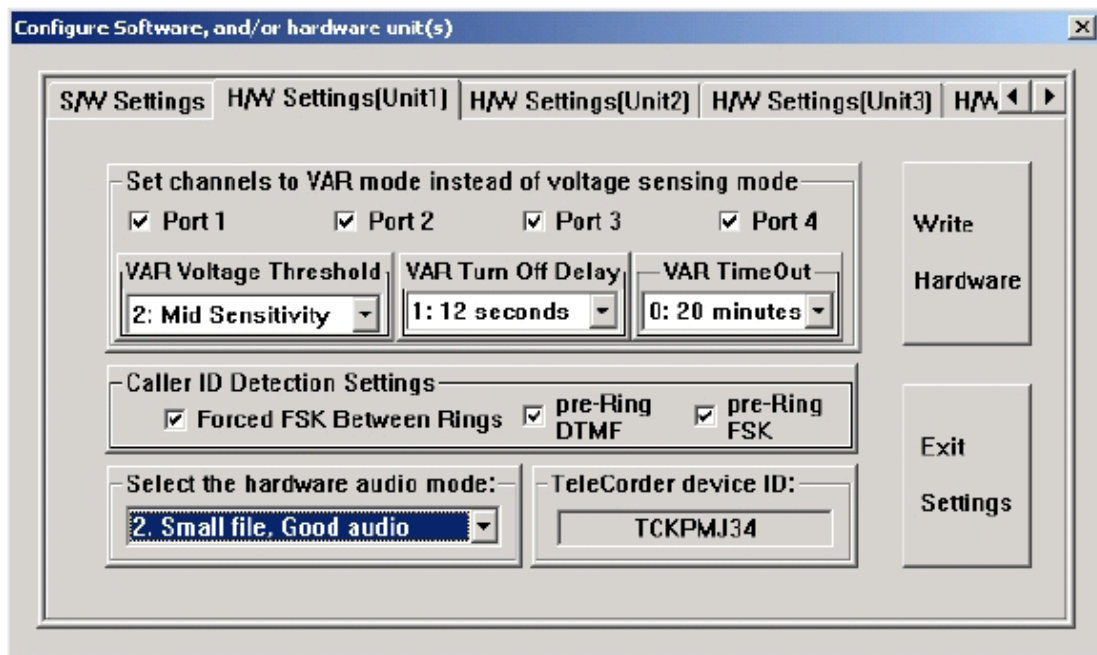 Configure Software, and/or hardware unit(s)
S/W Settings
H/W Settings(Unit1)
H/W Settings(Unit2)
H/W Settings(Unit3)
H/W
Set channels to VAR mode instead of voltage sensing mode
Port 1
Port 2
Port 3
Port 4
VAR Voltage Threshold
VAR Turn Off Delay
VAR TimeOut
2: Mid Sensitivity
1: 12 seconds
0: 20 minutes
Write
Hardware
Caller ID Detection Settings
Forced FSK Between Rings
pre-Ring
DTMF
pre-Ring
FSK
Select the hardware audio mode:
2. Small file, Good audio
TeleCorder device ID:
TCKPMJ34
Exit
Settings